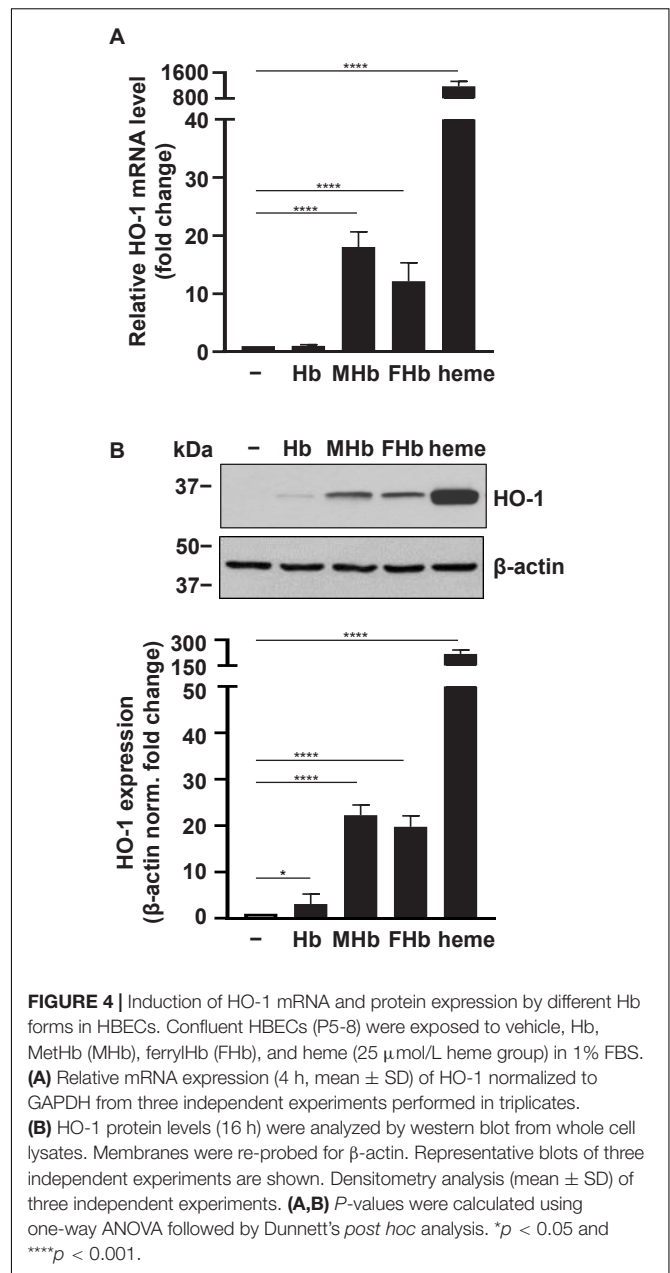 A
****
1600
800
40
****
****
30
20
10
0
Relative HO-1 mRNA level
(fold change)
– Hb MHb FHb heme
B kDa – Hb MHb FHb heme
37–
HO-1
50–
37–
β-actin
****
300
150
50
****
****
40
30
20
10
*
0
HO-1 expression
(β-actin norm. fold change)
– Hb MHb FHb heme
FIGURE 4 | Induction of HO-1 mRNA and protein expression by different Hb
forms in HBECs. Confluent HBECs (P5-8) were exposed to vehicle, Hb,
MetHb (MHb), ferrylHb (FHb), and heme (25 μmol/L heme group) in 1% FBS.
(A) Relative mRNA expression (4 h, mean ± SD) of HO-1 normalized to
GAPDH from three independent experiments performed in triplicates.
(B) HO-1 protein levels (16 h) were analyzed by western blot from whole cell
lysates. Membranes were re-probed for β-actin. Representative blots of three
independent experiments are shown. Densitometry analysis (mean ± SD) of
three independent experiments. (A,B) P-values were calculated using
one-way ANOVA followed by Dunnett's post hoc analysis. *p < 0.05 and
****p < 0.001.